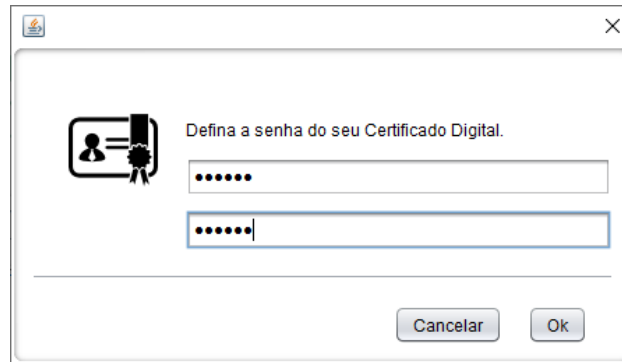 Defina a senha do seu Certificado Digital.
••••••
••••••
Cancelar Ok